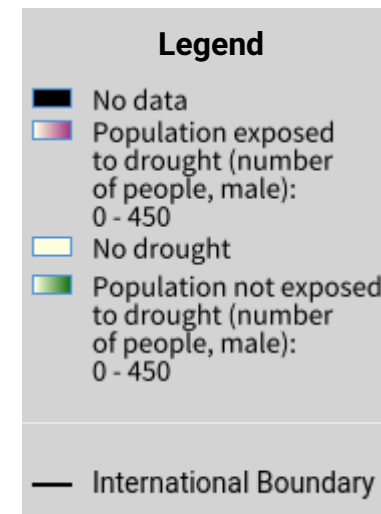 Legend
No data
Population exposed
to drought (number
of people, male):
0 - 450
No drought
Population not exposed
to drought (number
of people, male):
0 - 450
International Boundary